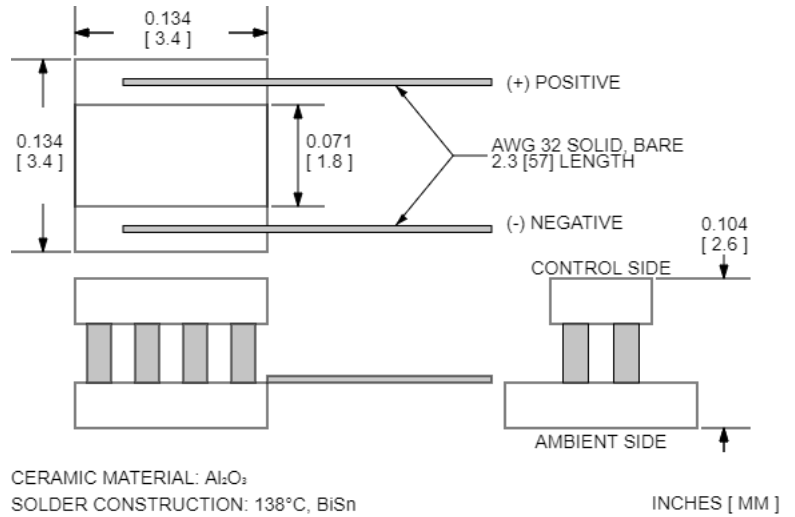 0.134
[ 3.4 ]
(+) POSITIVE
0.134
[ 3.4 ]
0.071
[ 1.8 ]
AWG 32 SOLID, BARE
2.3 [57] LENGTH
(-) NEGATIVE
0.104
[ 2.6 ]
CONTROL SIDE
AMBIENT SIDE
CERAMIC MATERIAL: Al₂O₃
SOLDER CONSTRUCTION: 138°C, BiSn
INCHES [ MM ]